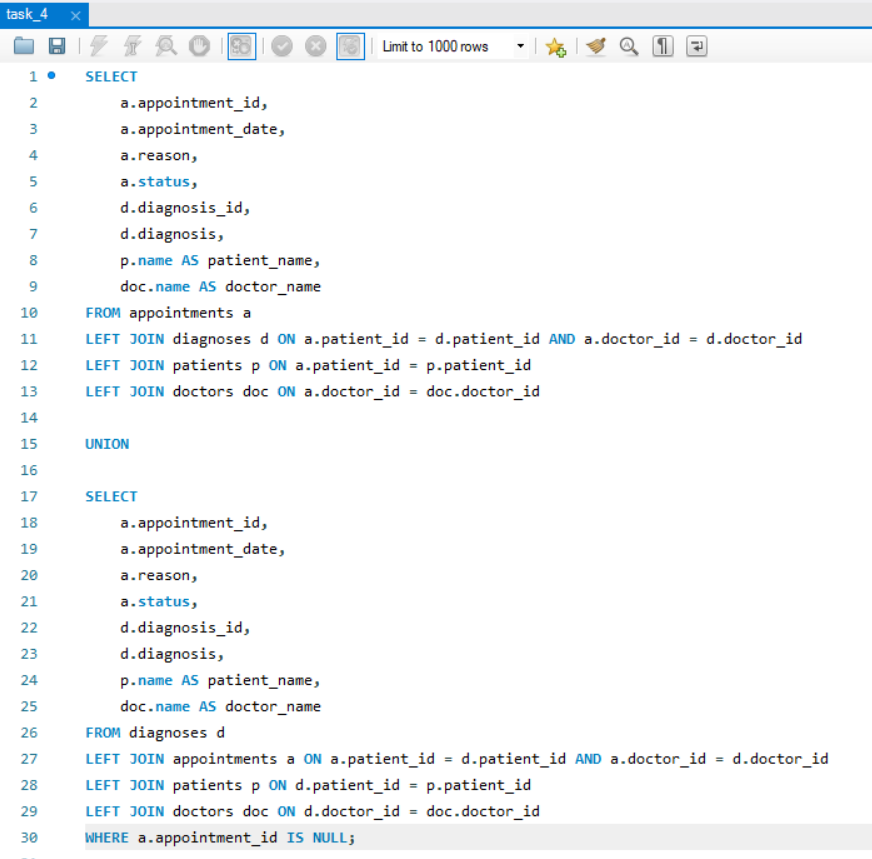 task_4 ×
Limit to 1000 rows
1 SELECT
2 a.appointment_id,
3 a.appointment_date,
4 a.reason,
5 a.status,
6 d.diagnosis_id,
7 d.diagnosis,
8 p.name AS patient_name,
9 doc.name AS doctor_name
10 FROM appointments a
11 LEFT JOIN diagnoses d ON a.patient_id = d.patient_id AND a.doctor_id = d.doctor_id
12 LEFT JOIN patients p ON a.patient_id = p.patient_id
13 LEFT JOIN doctors doc ON a.doctor_id = doc.doctor_id
14
15 UNION
16
17 SELECT
18 a.appointment_id,
19 a.appointment_date,
20 a.reason,
21 a.status,
22 d.diagnosis_id,
23 d.diagnosis,
24 p.name AS patient_name,
25 doc.name AS doctor_name
26 FROM diagnoses d
27 LEFT JOIN appointments a ON a.patient_id = d.patient_id AND a.doctor_id = d.doctor_id
28 LEFT JOIN patients p ON d.patient_id = p.patient_id
29 LEFT JOIN doctors doc ON d.doctor_id = doc.doctor_id
30 WHERE a.appointment_id IS NULL;